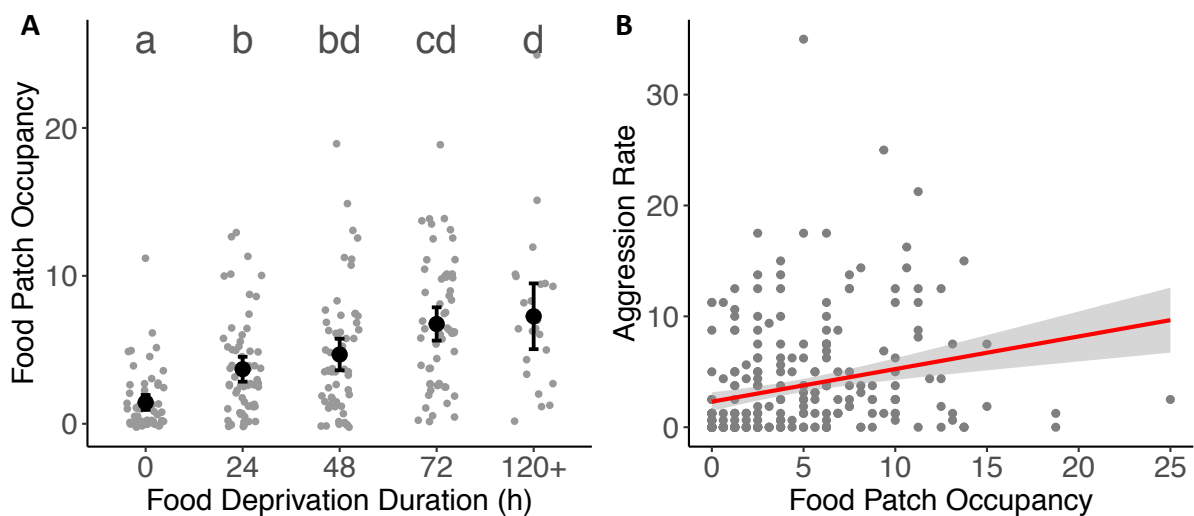 A
a b bd cd d
Food Patch Occupancy
20
10
0
0 24 48 72 120+
Food Deprivation Duration (h)
B
Aggression Rate
30
20
10
0
0 5 10 15 20 25
Food Patch Occupancy